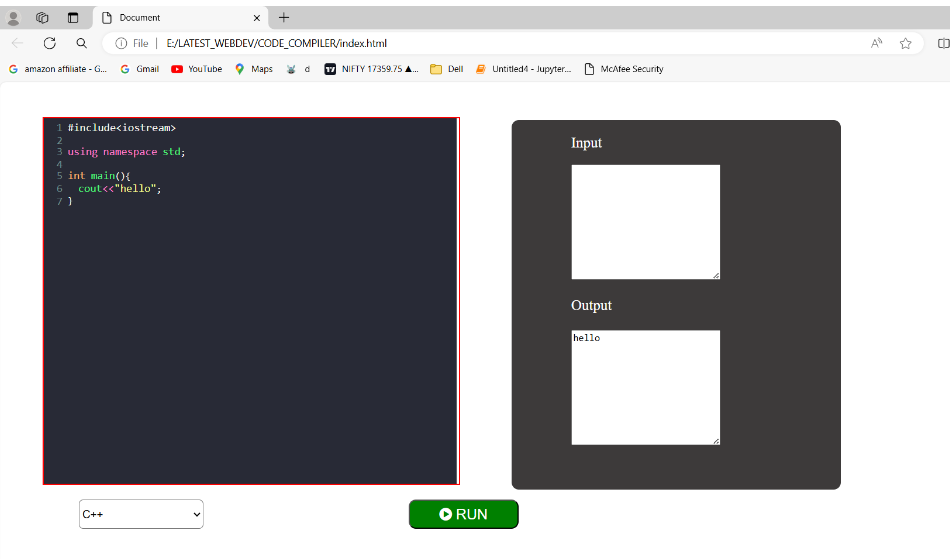 Document
File | E:/LATEST_WEBDEV/CODE_COMPILER/index.html
amazon affiliate - G... Gmail YouTube Maps d NIFTY 17359.75 ▲... Dell Untitled4 - Jupyter... McAfee Security
1 #include<iostream>
2
3 using namespace std;
4
5 int main(){
6 cout<<"hello";
7 }
C++
RUN
Input
Output
hello